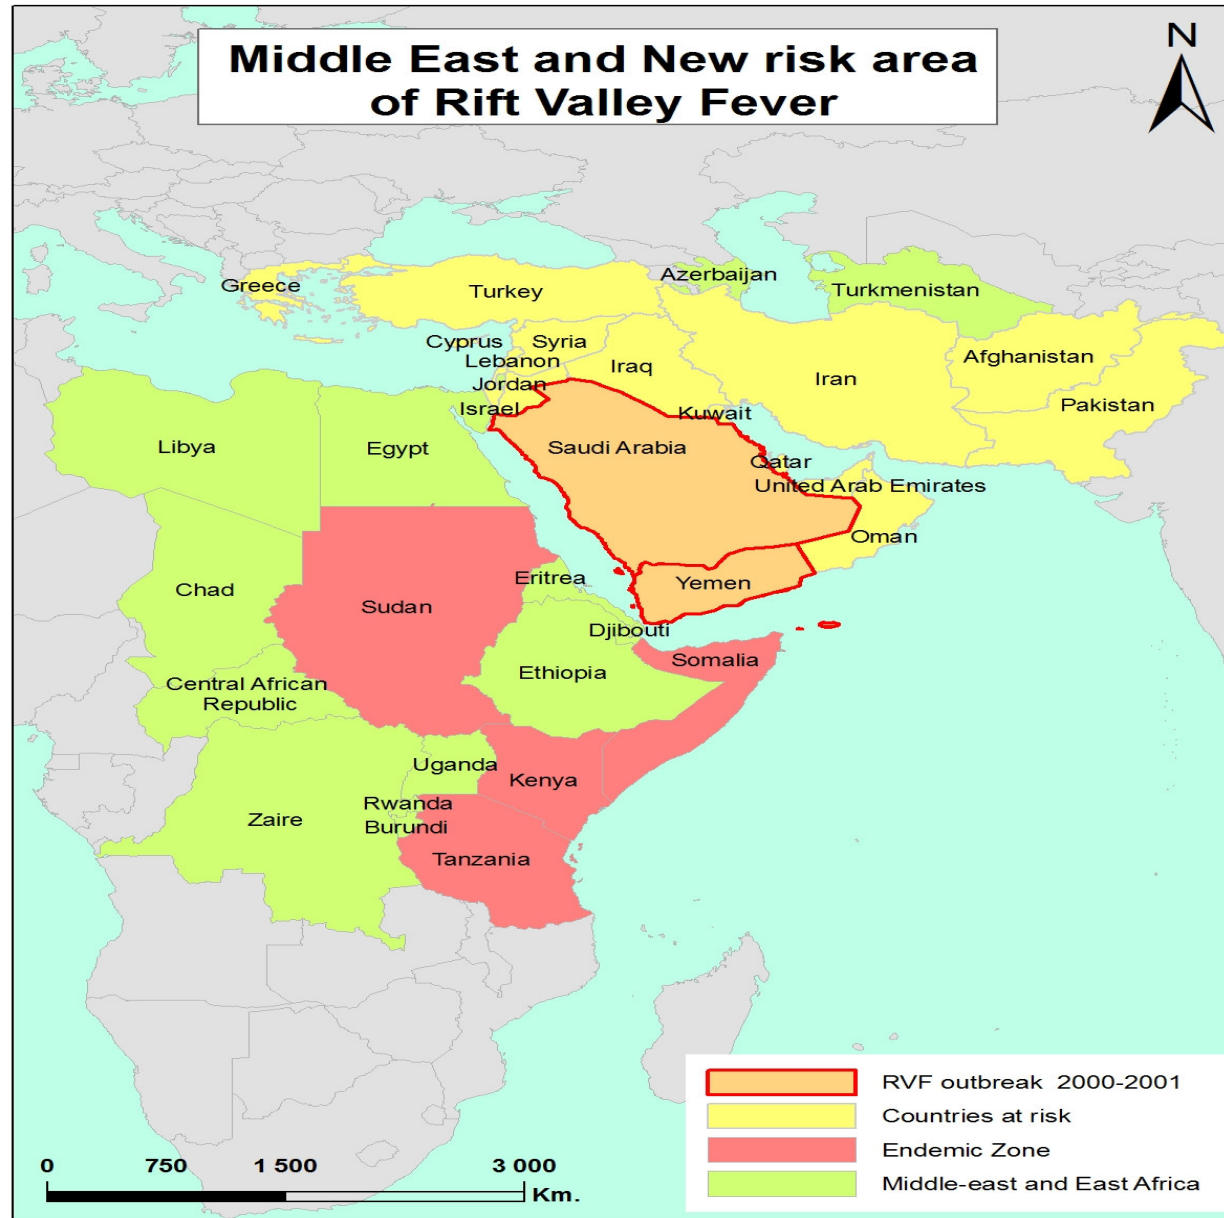 Middle East and New risk area
of Rift Valley Fever
N
Greece
Turkey
Azerbaijan
Turkmenistan
Cyprus
Syria
Lebanon
Iraq
Iran
Afghanistan
Jordan
Israel
Kuwait
Pakistan
Libya
Egypt
Saudi Arabia
Qatar
United Arab Emirates
Oman
Chad
Sudan
Eritrea
Yemen
Djibouti
Somalia
Ethiopia
Central African
Republic
Uganda
Kenya
Rwanda
Zaire
Burundi
Tanzania
RVF outbreak 2000-2001
Countries at risk
Endemic Zone
Middle-east and East Africa
0 750 1 500 3 000
Km.